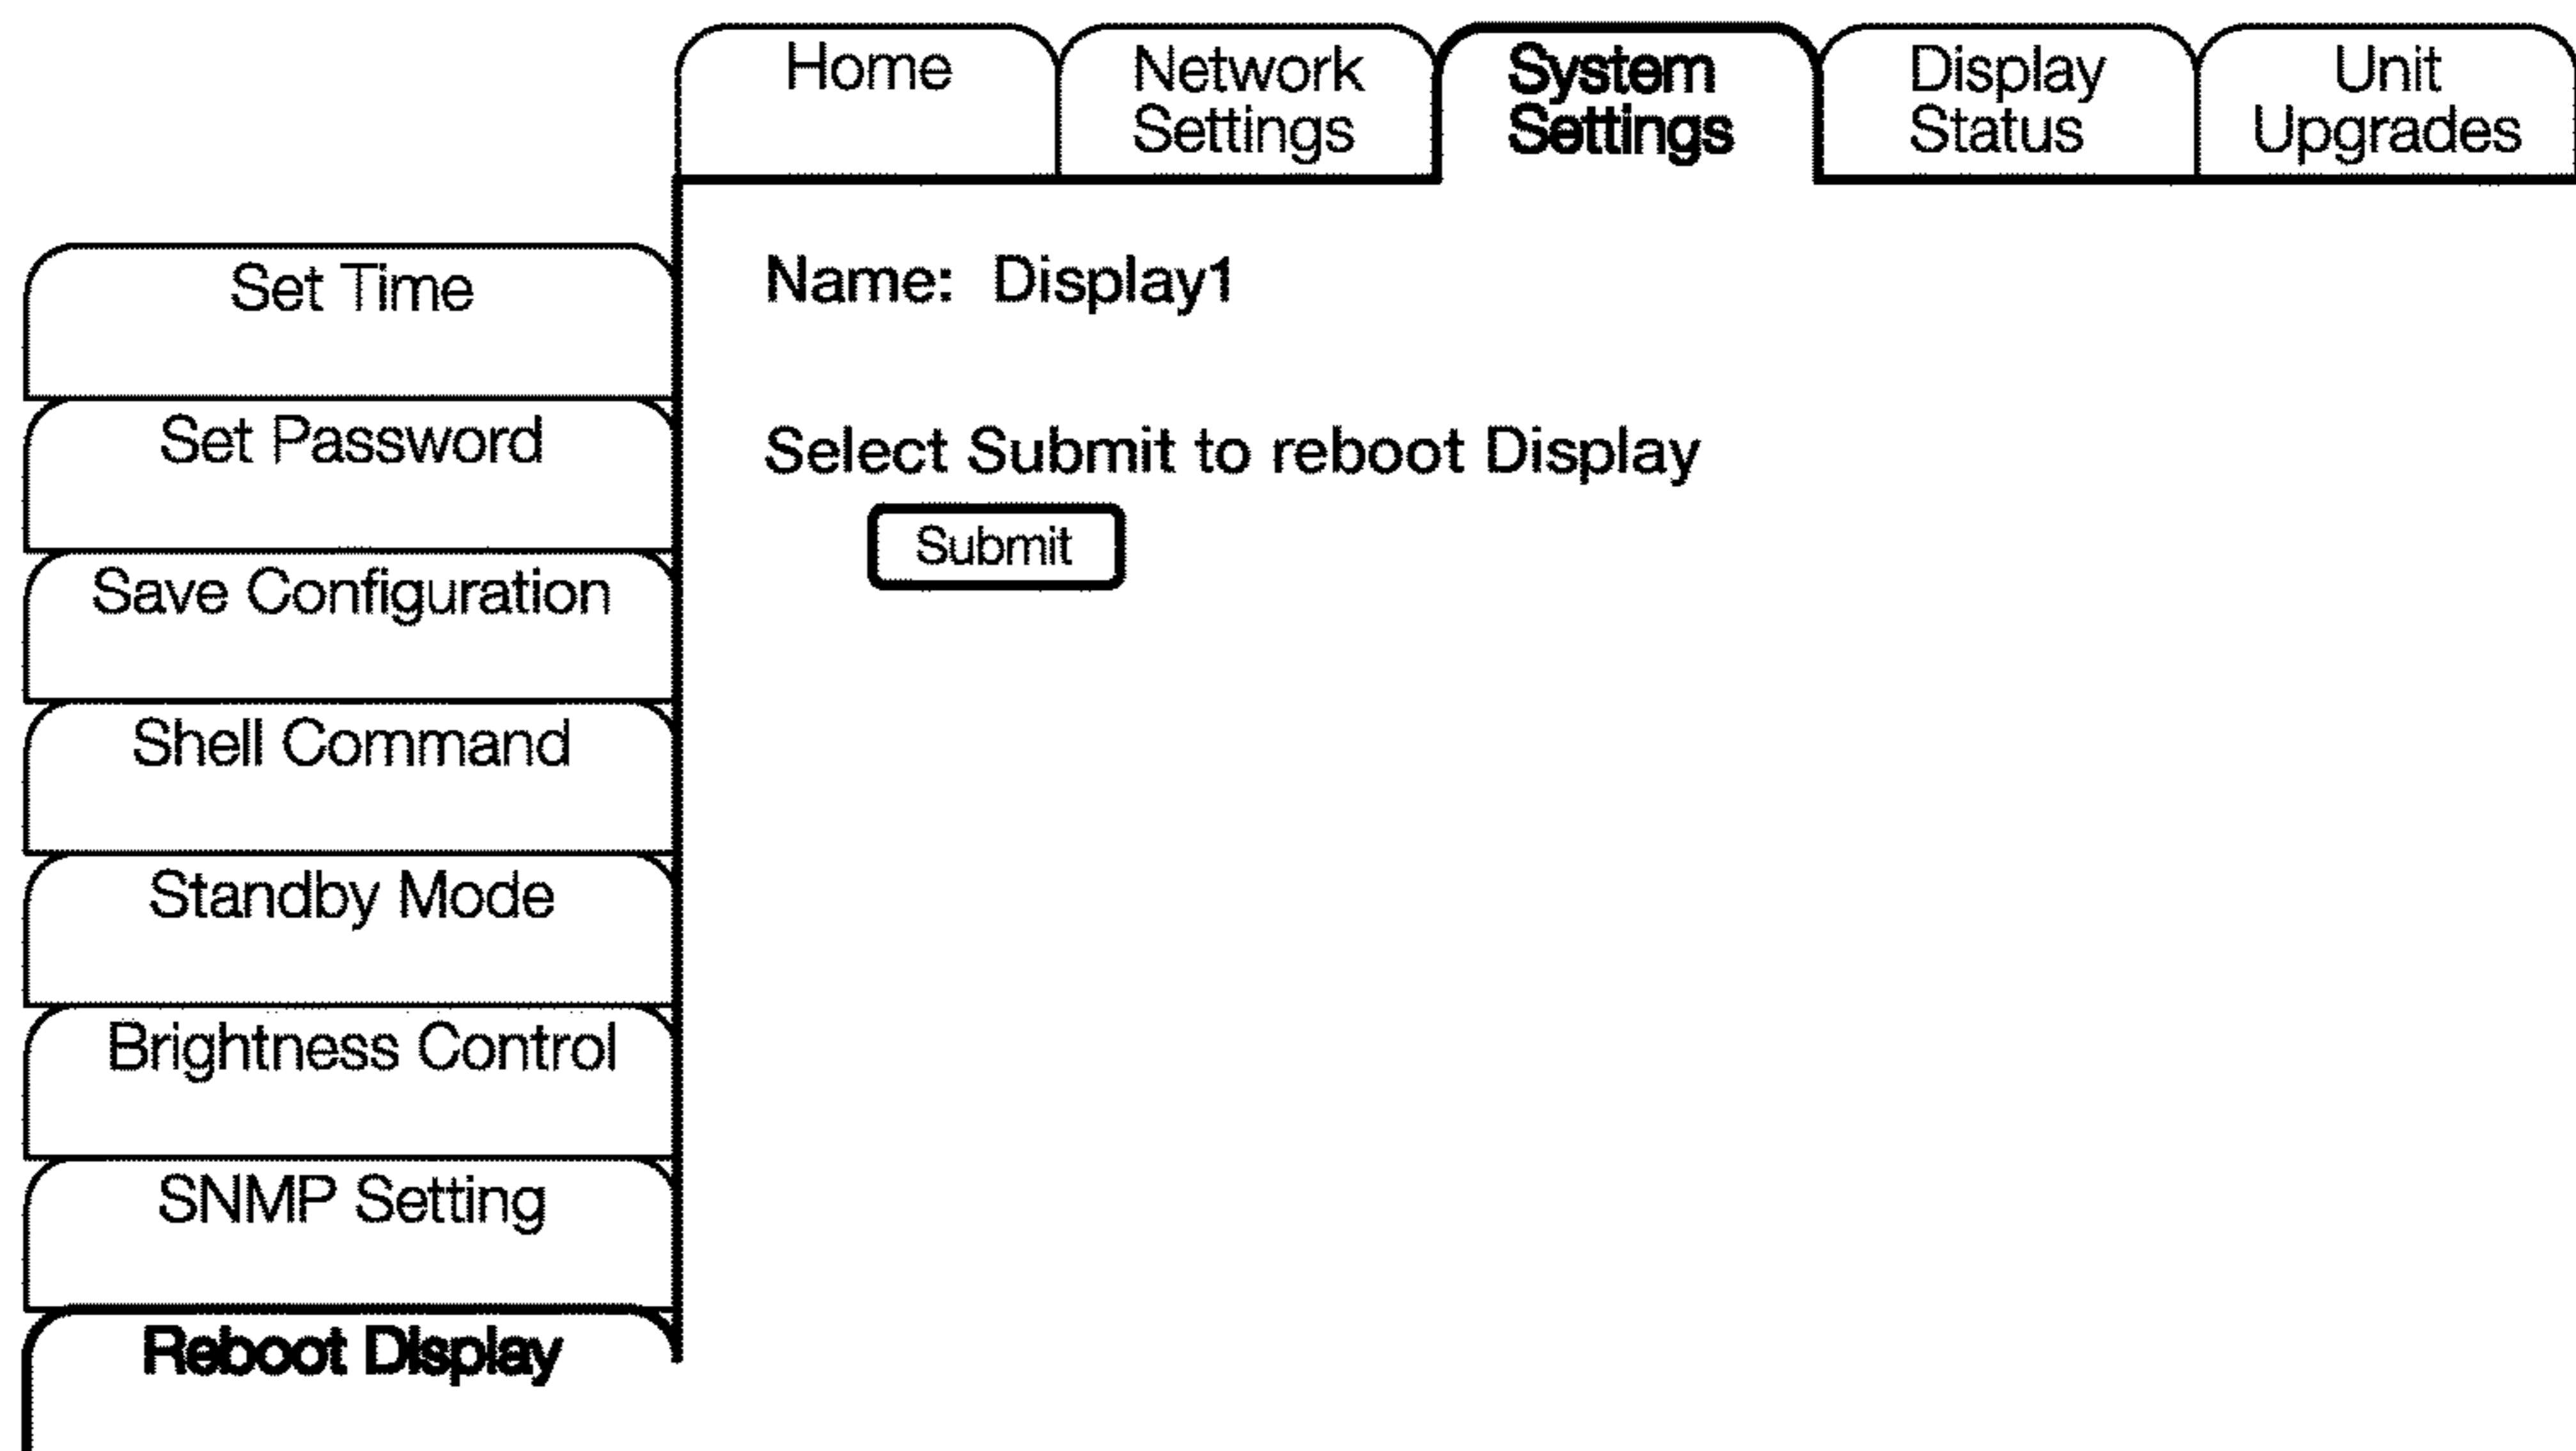 Home
Network
Settings
System
Settings
Display
Status
Unit
Upgrades
Set Time
Set Password
Save Configuration
Shell Command
Standby Mode
Brightness Control
SNMP Setting
Reboot Display
Name: Display1
Select Submit to reboot Display
Submit